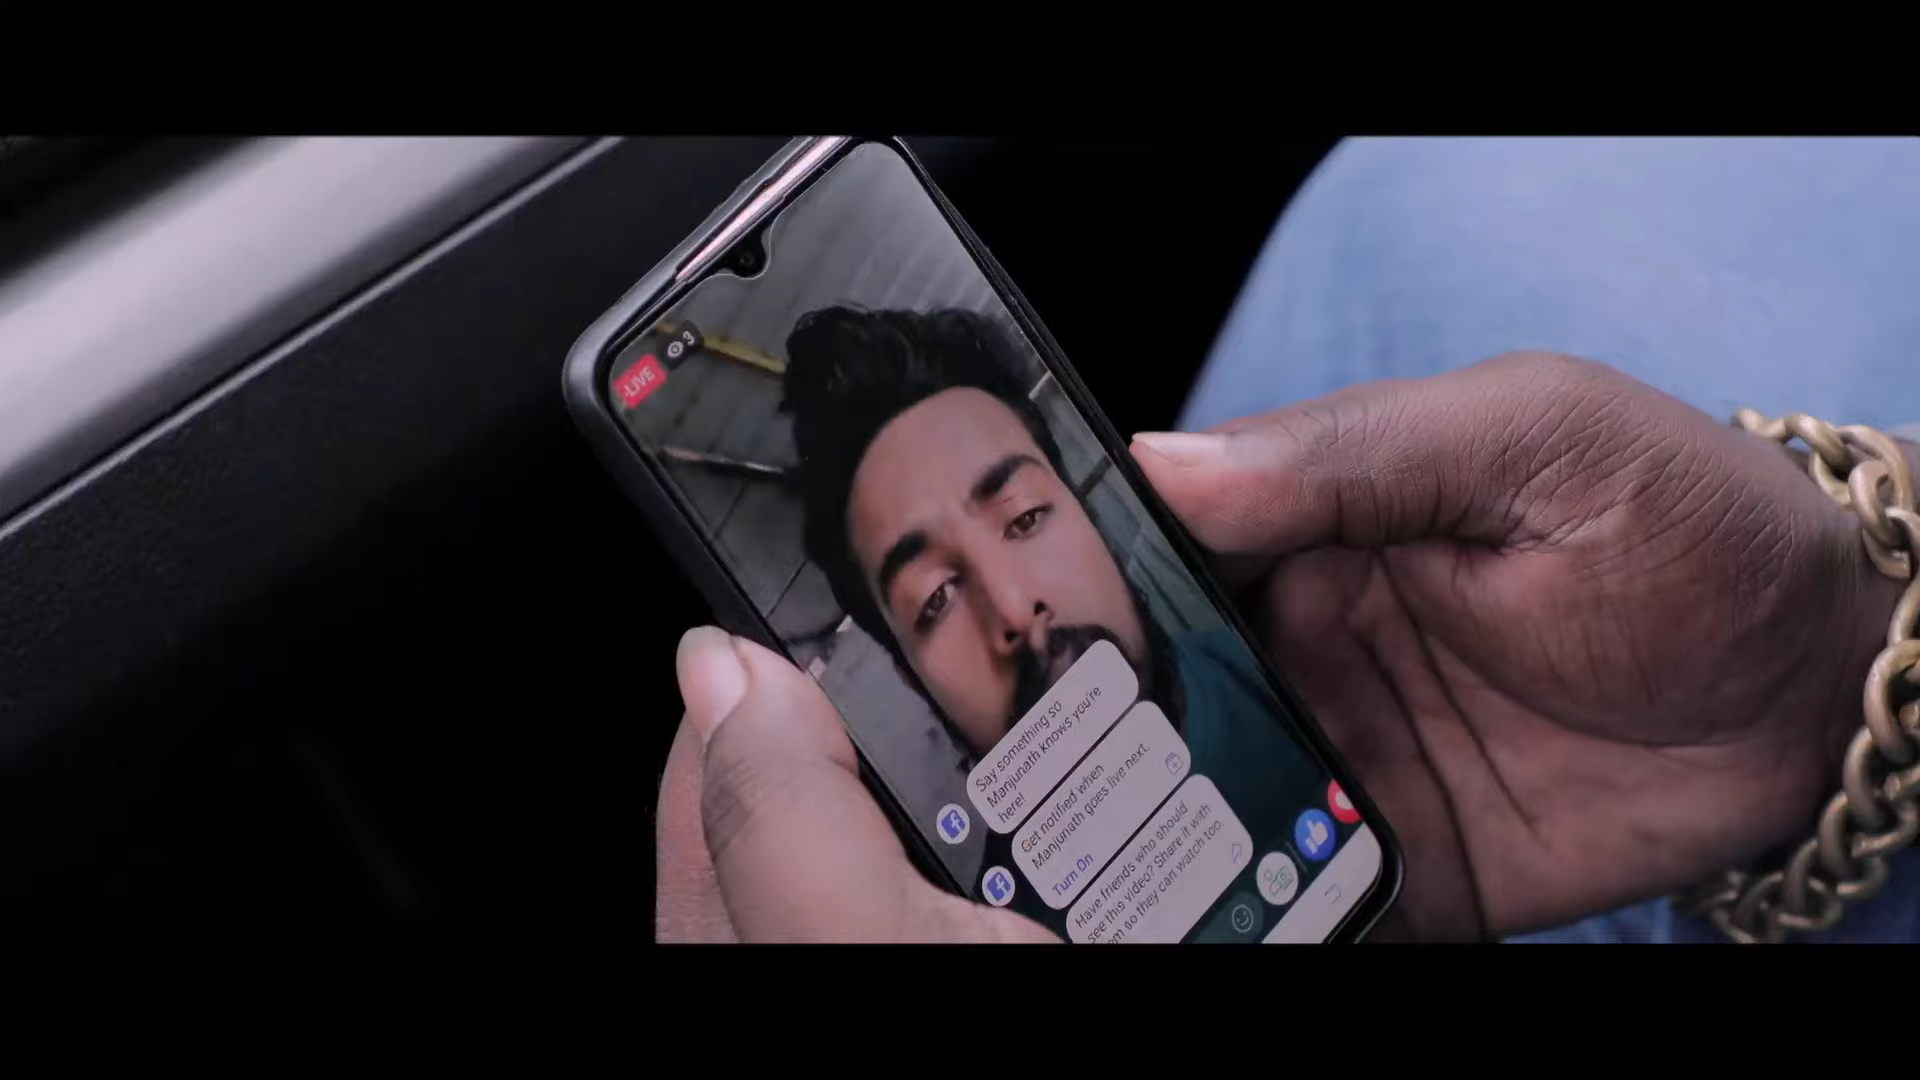 LIVE
3
Say something so
Manjunath knows you're
here!
Get notified when
Manjunath goes live next.
Turn On
Have friends who should
see this video? Share it with
so they can watch too.